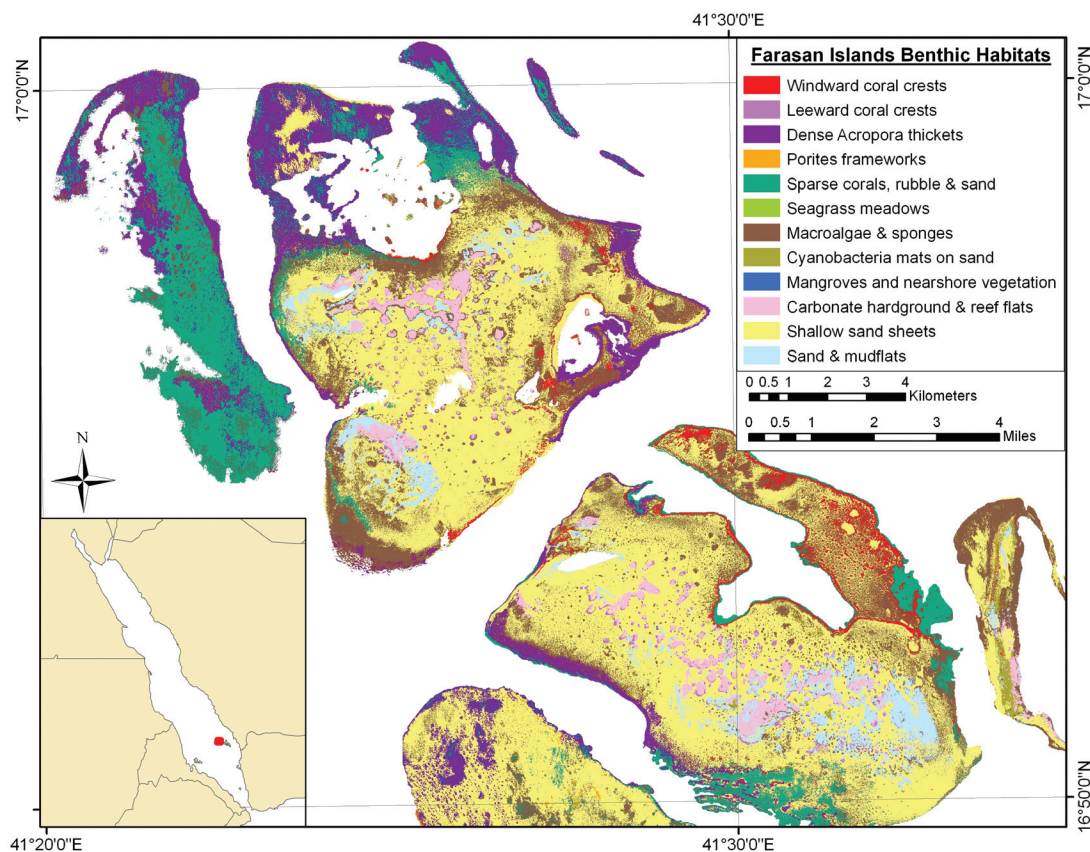 41°30'0"E
17°0'0"N
17°0'0"N
Farasan Islands Benthic Habitats
Windward coral crests
Leeward coral crests
Dense Acropora thickets
Porites frameworks
Sparse corals, rubble & sand
Seagrass meadows
Macroalgae & sponges
Cyanobacteria mats on sand
Mangroves and nearshore vegetation
Carbonate hardground & reef flats
Shallow sand sheets
Sand & mudflats
0 0.5 1 2 3 4
Kilometers
0 0.5 1 2 3 4
Miles
N
16°50'0"N
41°20'0"E
41°30'0"E